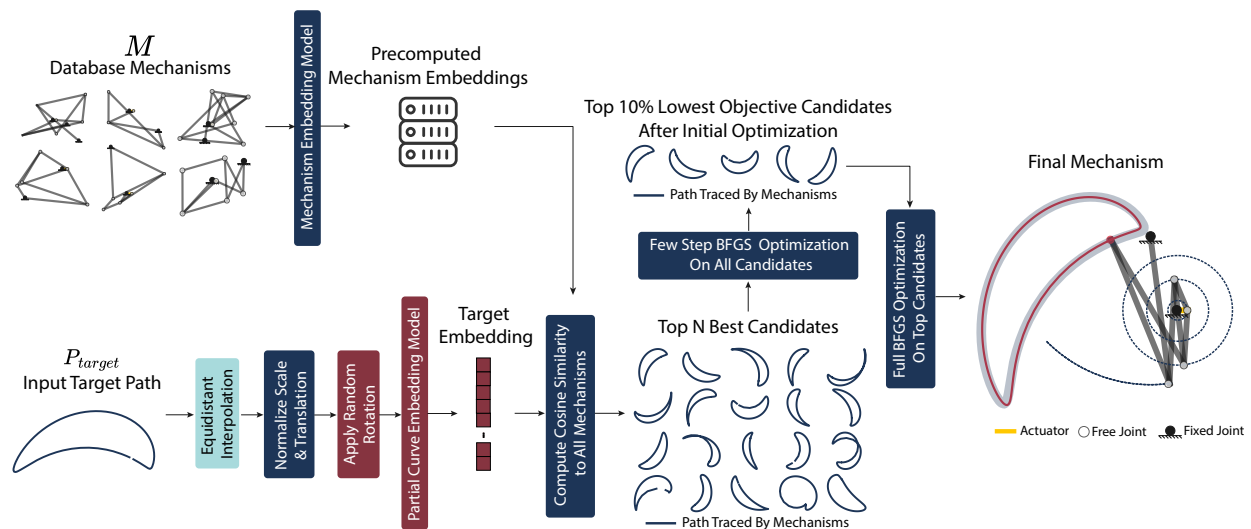 M
Database Mechanisms
Mechanism Embedding Model
Precomputed
Mechanism Embeddings
P_target
Input Target Path
Equidistant
Interpolation
Normalize Scale
& Translation
Apply Random
Rotation
Partial Curve Embedding Model
Target
Embedding
Compute Cosine Similarity
to All Mechanisms
Top N Best Candidates
Path Traced By Mechanisms
Few Step BFGS Optimization
On All Candidates
Top 10% Lowest Objective Candidates
After Initial Optimization
Path Traced By Mechanisms
Full BFGS Optimization
On Top Candidates
Final Mechanism
Actuator
Free Joint
Fixed Joint